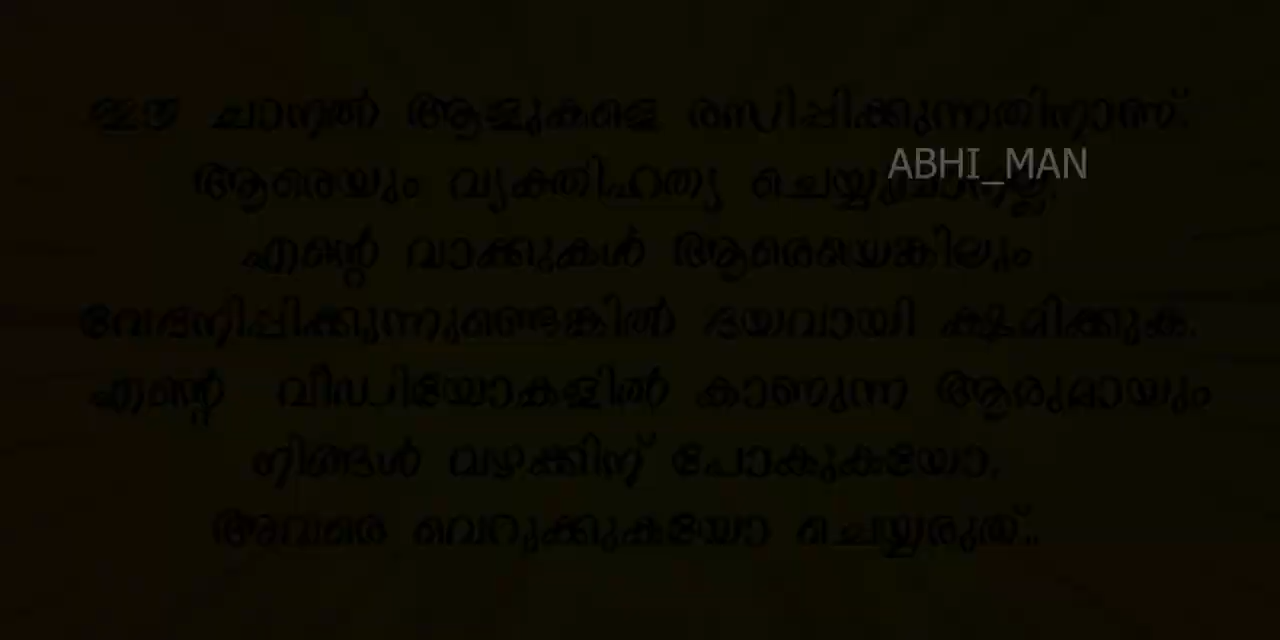 ഈ ചാനൽ ആളുകളെ രസിപ്പിക്കുന്നതിനാണ്.
ABHI_MAN
ആരെയും വ്യക്തിഹത്യ ചെയ്യുവാനല്ല.
എന്റെ വാക്കുകൾ ആരെയെങ്കിലും
വേദനിപ്പിക്കുന്നുണ്ടെങ്കിൽ ദയവായി ക്ഷമിക്കുക.
എന്റെ വീഡിയോകളിൽ കാണുന്ന ആരുമായും
നിങ്ങൾ വഴക്കിന് പോകുകയോ,
അവരെ വെറുക്കുകയോ ചെയ്യരുത്..